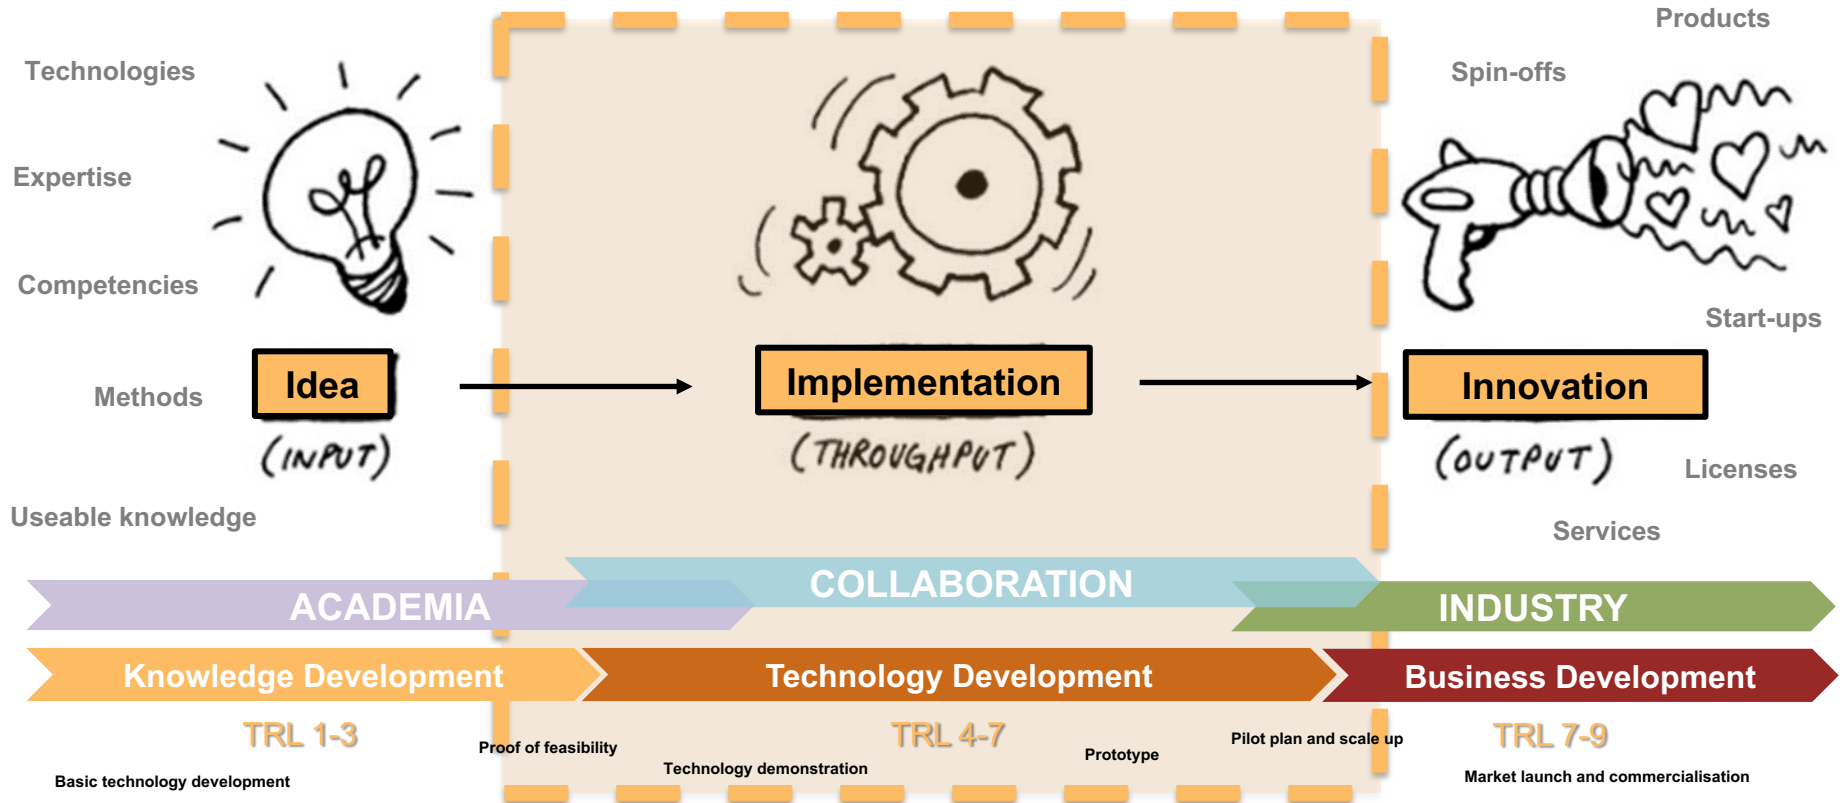 Products
Technologies
Spin-offs
Expertise
Competencies
Start-ups
Idea
Implementation
Innovation
Methods
(INPUT)
(THROUGHPUT)
(OUTPUT)
Licenses
Useable knowledge
Services
ACADEMIA
COLLABORATION
INDUSTRY
Knowledge Development
Technology Development
Business Development
TRL 1-3
TRL 4-7
TRL 7-9
Proof of feasibility
Prototype
Pilot plan and scale up
Basic technology development
Technology demonstration
Market launch and commercialisation